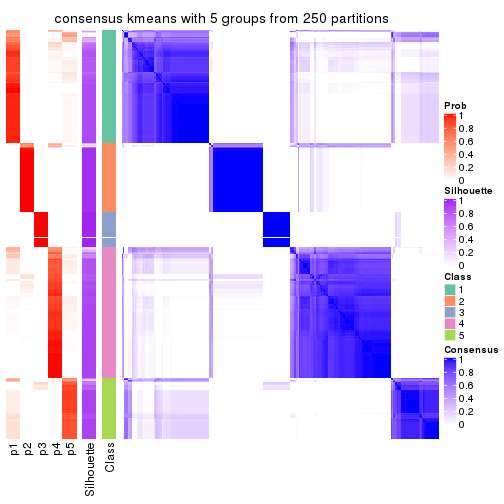 consensus kmeans with 5 groups from 250 partitions
Prob
1
0.8
0.6
0.4
0.2
0
Silhouette
1
0.8
0.6
0.4
0.2
0
Class
1
2
3
4
5
Consensus
1
0.8
0.6
0.4
0.2
0
p1
p2
p3
p4
p5
Silhouette
Class